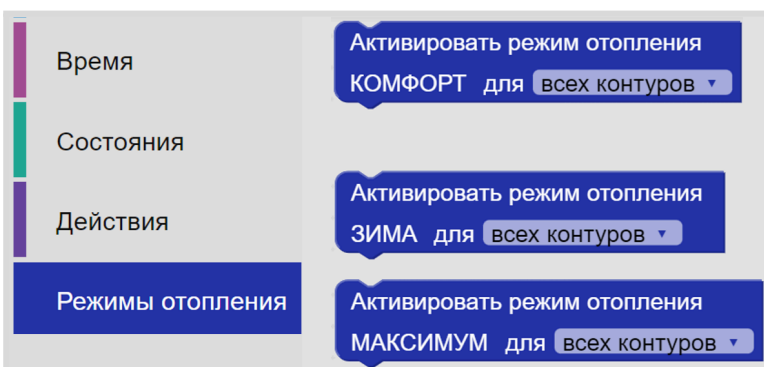 Время
Состояния
Действия
Режимы отопления
Активировать режим отопления
КОМФОРТ для всех контуров
Активировать режим отопления
ЗИМА для всех контуров
Активировать режим отопления
МАКСИМУМ для всех контуров